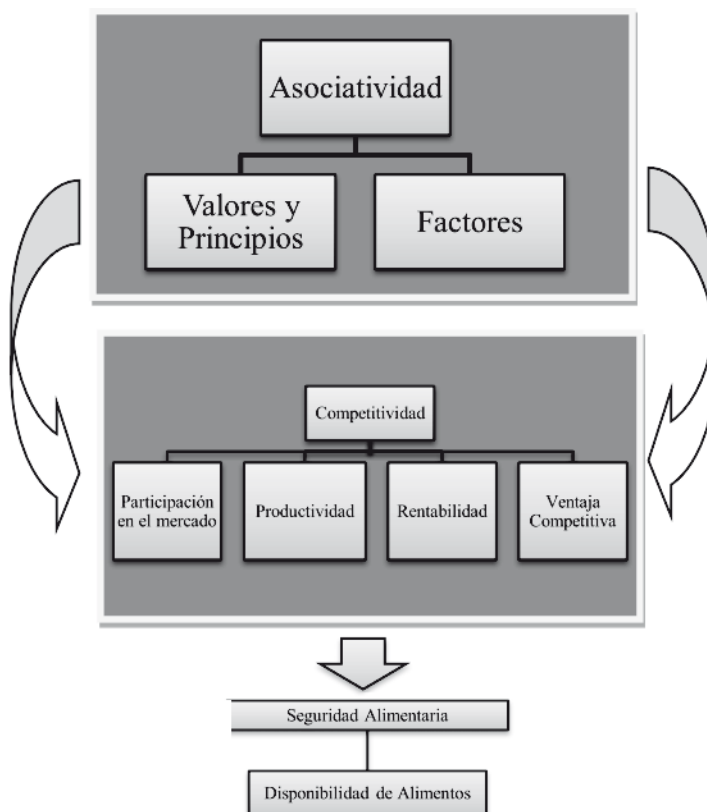 Asociatividad
Valores y
Principios
Factores
Competitividad
Participación
en el mercado
Productividad
Rentabilidad
Ventaja
Competitiva
Seguridad Alimentaria
Disponibilidad de Alimentos